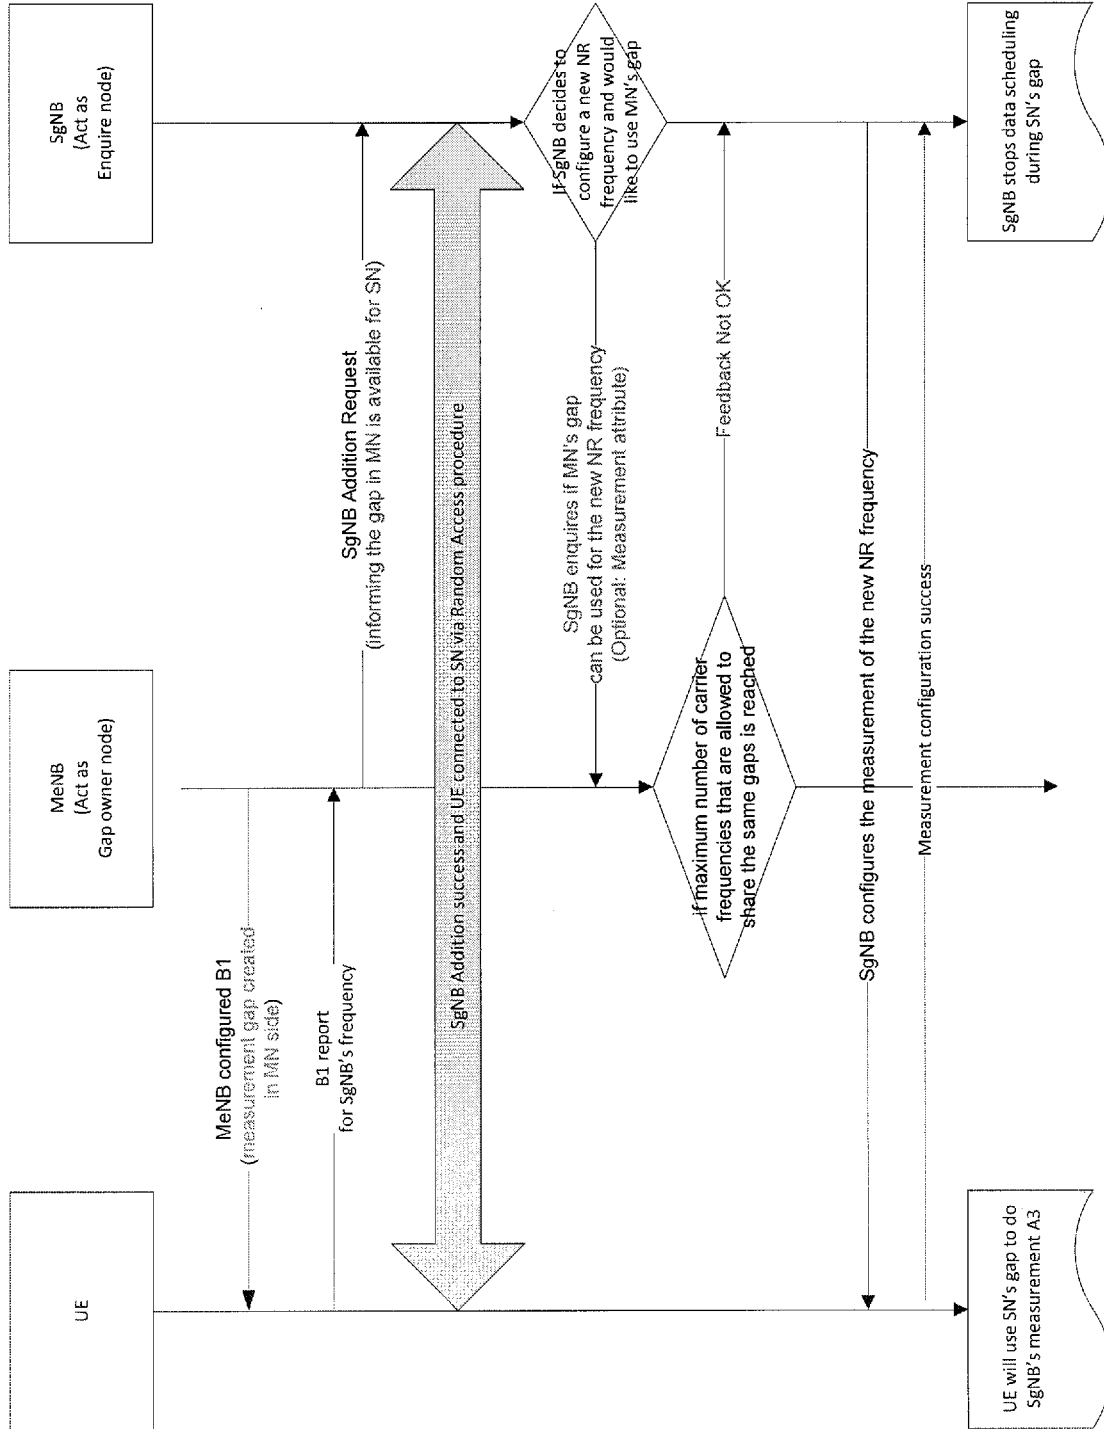 UE
MeNB
(Act as
Gap owner node)
SgNB
(Act as
Enquire node)
MeNB configured B1
(measurement gap created
in MN side)
B1 report
for SgNB's frequency
SgNB Addition Request
(informing the gap in MN is available for SN)
SgNB Addition success and UE connected to SN via Random Access procedure
If SgNB decides to
configure a new NR
frequency and would
like to use MN's gap
SgNB enquires if MN's gap
can be used for the new NR frequency
(Optional: Measurement attribute)
if maximum number of carrier
frequencies that are allowed to
share the same gaps is reached
Feedback Not OK
SgNB configures the measurement of the new NR frequency
Measurement configuration success
UE will use SN's gap to do
SgNB's measurement A3
SgNB stops data scheduling
during SN's gap